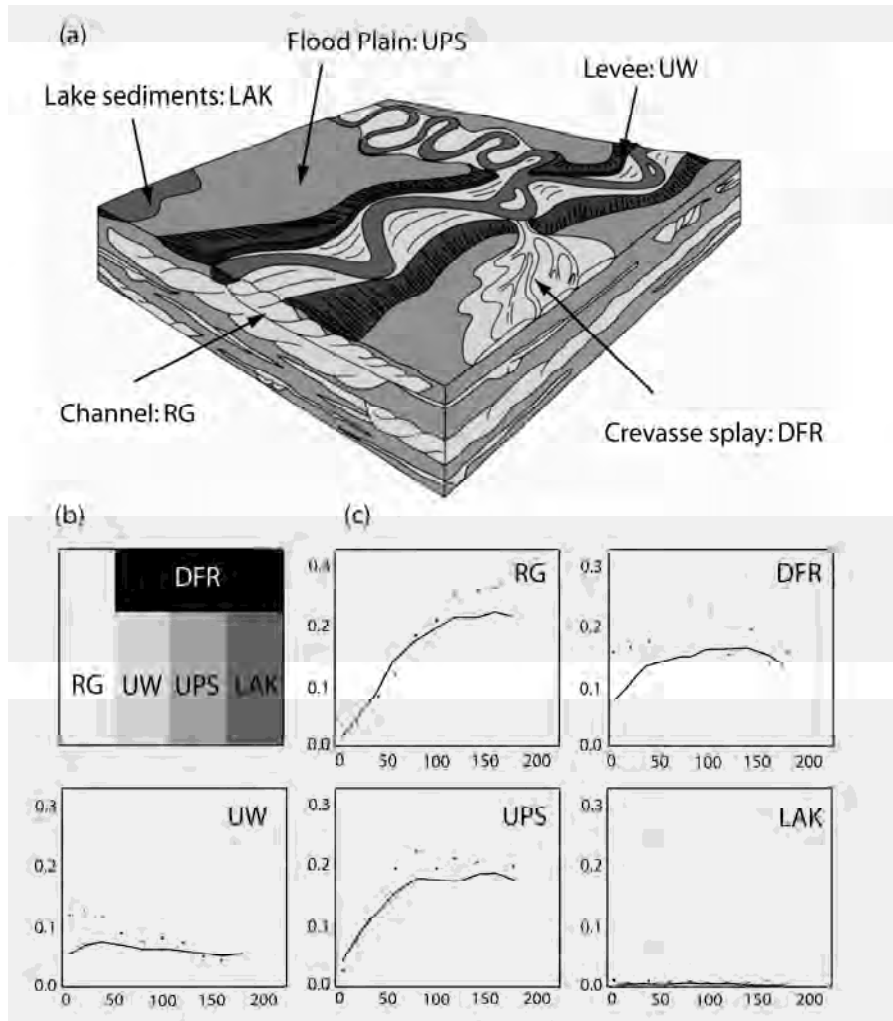 (a)
Flood Plain: UPS
Levée: UW
Lake sediments: LAK
Channel: RG
Crevasse splay: DFR
(b)
(c)
DFR
RG UW UPS LAK
RG
0.3
0.2
0.1
0.0
0 50 100 150 200
DFR
0.3
0.2
0.1
0.0
0 50 100 150 200
UW
0.3
0.2
0.1
0.0
0 50 100 150 200
UPS
0.3
0.2
0.1
0.0
0 50 100 150 200
LAK
0.3
0.2
0.1
0.0
0 50 100 150 200